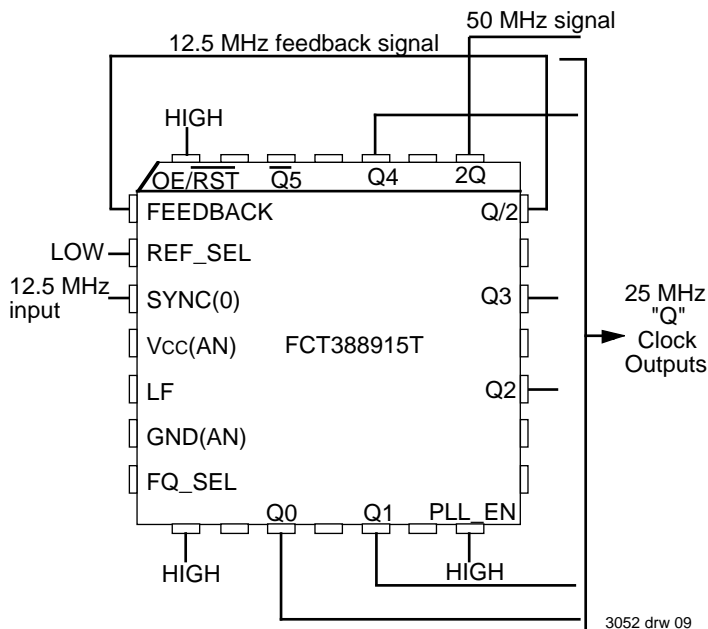 50 MHz signal
12.5 MHz feedback signal
HIGH
OE/RST Q5 Q4 2Q
FEEDBACK Q/2
LOW REF_SEL
12.5 MHz
input
SYNC(0) Q3
VCC(AN) FCT388915T
LF Q2
GND(AN)
FQ_SEL
Q0 Q1 PLL_EN
HIGH HIGH
25 MHz
"Q"
Clock
Outputs
3052 drw 09